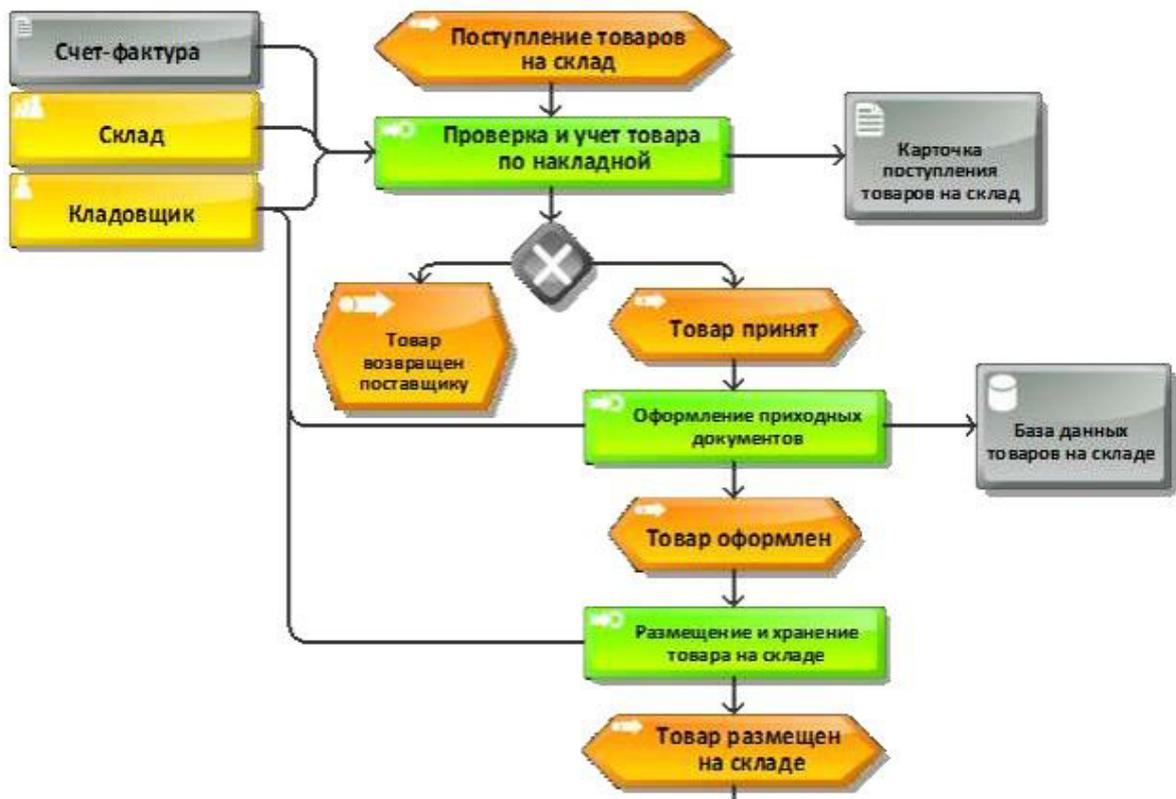 Счет-фактура
Поступление товаров
на склад
Склад
Проверка и учет товара
по накладной
Карточка
поступления
товаров на склад
Кладовщик
Товар
возвращен
поставщику
Товар принят
Оформление приходных
документов
База данных
товаров на складе
Товар оформлен
Размещение и хранение
товара на складе
Товар размещен
на складе